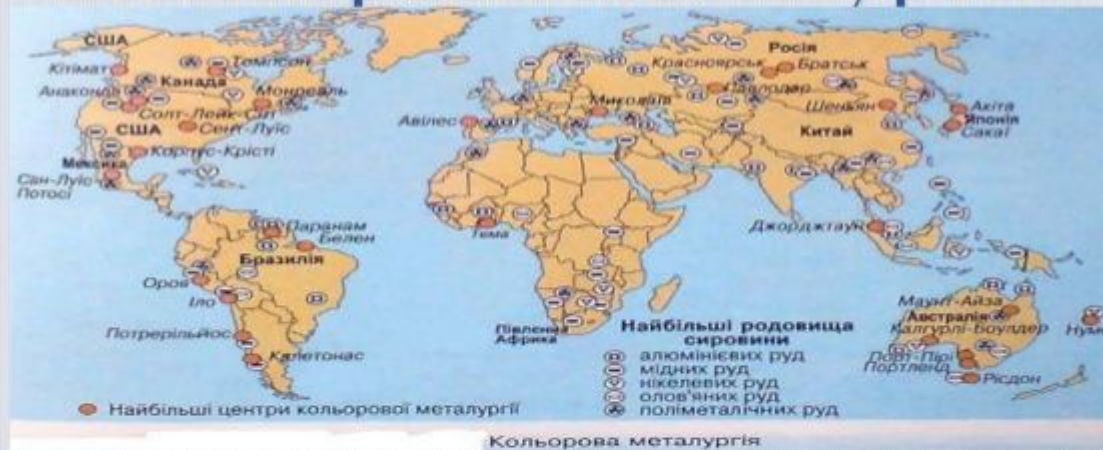 США
Кітімат
Томпсон
Канада
Анаконда
Монреаль
Солт-Лейк-Сіті
США
Сент-Луїс
Мексика
Корпус-Крісті
Сан-Луїс-
Потосі
Паранам
Белен
Бразилія
Ороя
Іло
Потрерільйос
Калетонас
Авілес
Миколаїв
Тема
Південна
Африка
Росія
Красноярськ
Братськ
Павлодар
Шеньян
Акіта
Японія
Сакаї
Китай
Джорджтаун
Маунт-Айза
Австралія
Калгурлі-Боулдер
Порт-Пірі
Портленд
Рісдон
Нуме
Найбільші родовища
сировини
алюмінієвих руд
мідних руд
нікелевих руд
олов'яних руд
поліметалічних руд
Найбільші центри кольорової металургії
Кольорова металургія